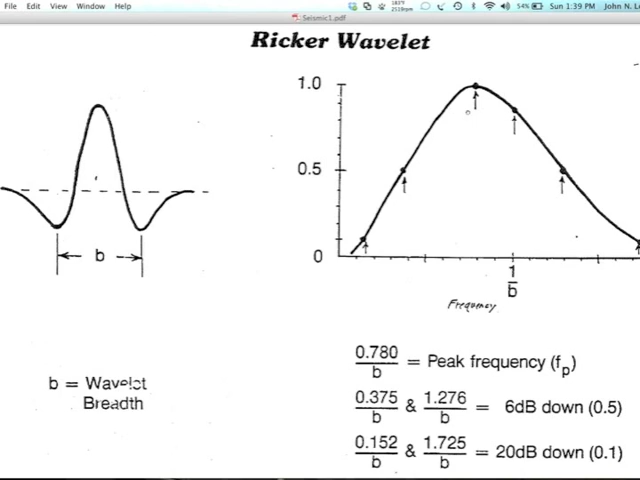 File Edit View Window Help
54% Sun 1:39 PM John N. L
Seismic1.pdf
Ricker Wavelet
1.0
0.5
0
b
1
b
Frequency
b = Wavelet
Breadth
0.780
b
= Peak frequency (fp)
0.375
b
& 1.276
b
= 6dB down (0.5)
0.152
b
& 1.725
b
= 20dB down (0.1)